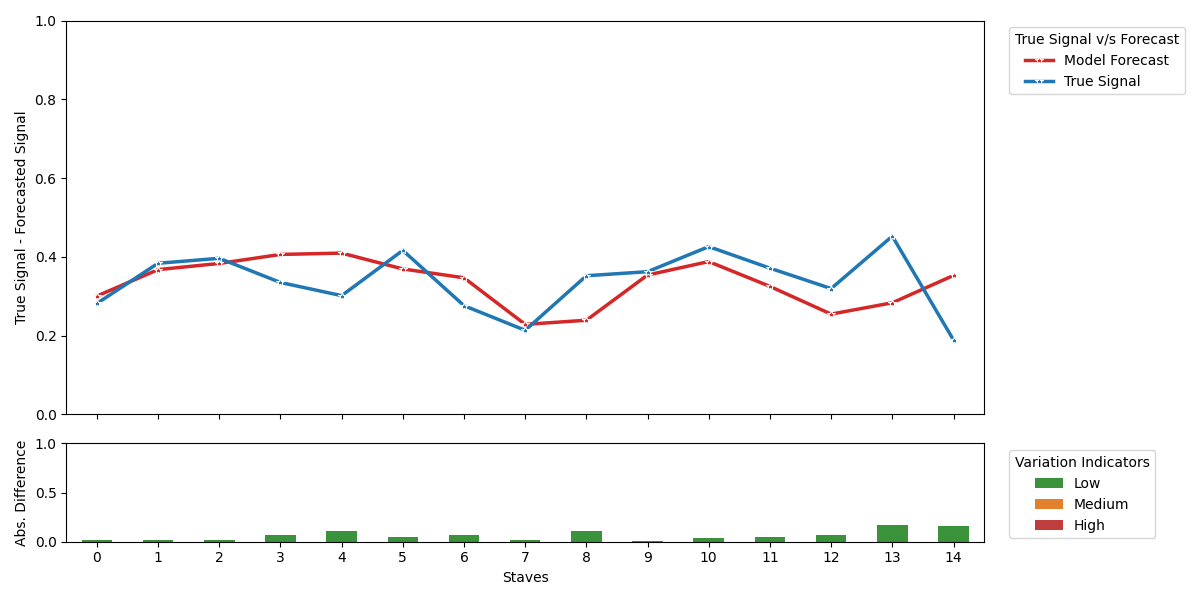 True Signal - Forecasted Signal
1.0
0.8
0.6
0.4
0.2
0.0
True Signal v/s Forecast
Model Forecast
True Signal
Abs. Difference
1.0
0.5
0.0
0 1 2 3 4 5 6 7 8 9 10 11 12 13 14
Staves
Variation Indicators
Low
Medium
High